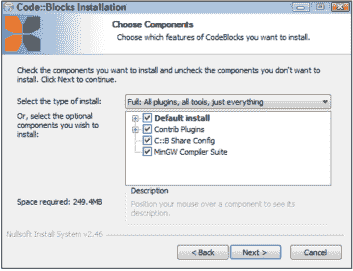 Code::Blocks Installation
Choose Components
Choose which features of CodeBlocks you want to install.
Check the components you want to install and uncheck the components you don't want to
install. Click Next to continue.
Select the type of install:
Full: All plugins, all tools, just everything
Or, select the optional
components you wish to
install:
Default install
Contrib Plugins
C::B Share Config
MinGW Compiler Suite
Space required: 249.4MB
Description
Position your mouse over a component to see its
description.
Nullsoft Install System v2.46
< Back
Next >
Cancel